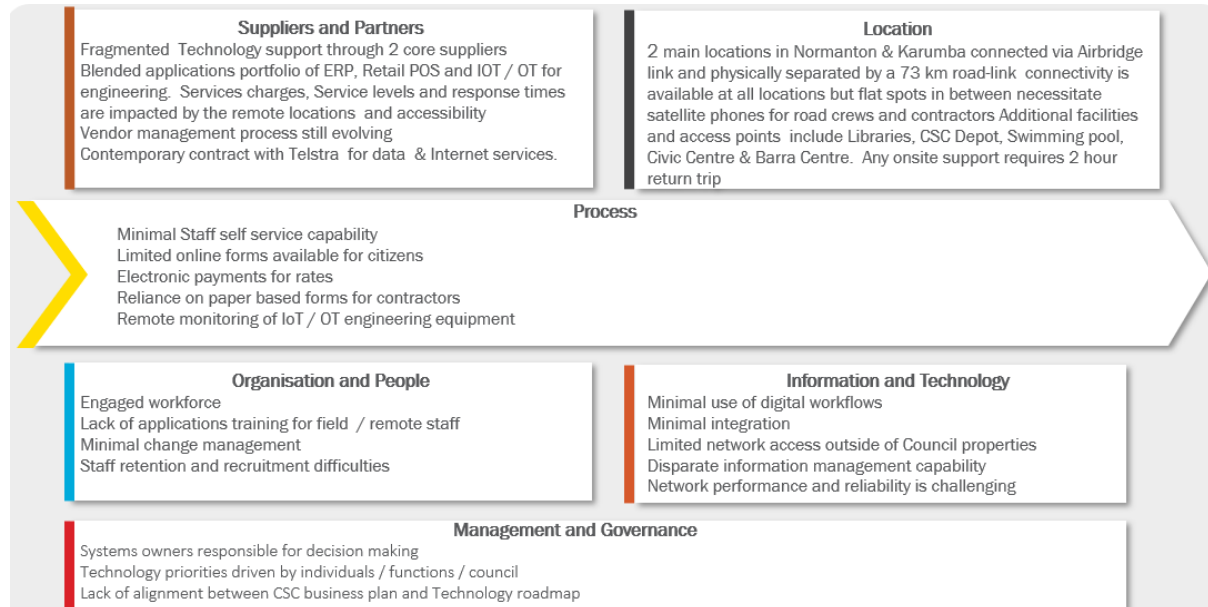 Suppliers and Partners
Fragmented Technology support through 2 core suppliers
Blended applications portfolio of ERP, Retail POS and IOT / OT for
engineering. Services charges, Service levels and response times
are impacted by the remote locations and accessibility
Vendor management process still evolving
Contemporary contract with Telstra for data & Internet services.
Location
2 main locations in Normanton & Karumba connected via Airbridge
link and physically separated by a 73 km road-link connectivity is
available at all locations but flat spots in between necessitate
satellite phones for road crews and contractors Additional facilities
and access points include Libraries, CSC Depot, Swimming pool,
Civic Centre & Barra Centre. Any onsite support requires 2 hour
return trip
Process
Minimal Staff self service capability
Limited online forms available for citizens
Electronic payments for rates
Reliance on paper based forms for contractors
Remote monitoring of IoT / OT engineering equipment
Organisation and People
Engaged workforce
Lack of applications training for field / remote staff
Minimal change management
Staff retention and recruitment difficulties
Information and Technology
Minimal use of digital workflows
Minimal integration
Limited network access outside of Council properties
Disparate information management capability
Network performance and reliability is challenging
Management and Governance
Systems owners responsible for decision making
Technology priorities driven by individuals / functions / council
Lack of alignment between CSC business plan and Technology roadmap